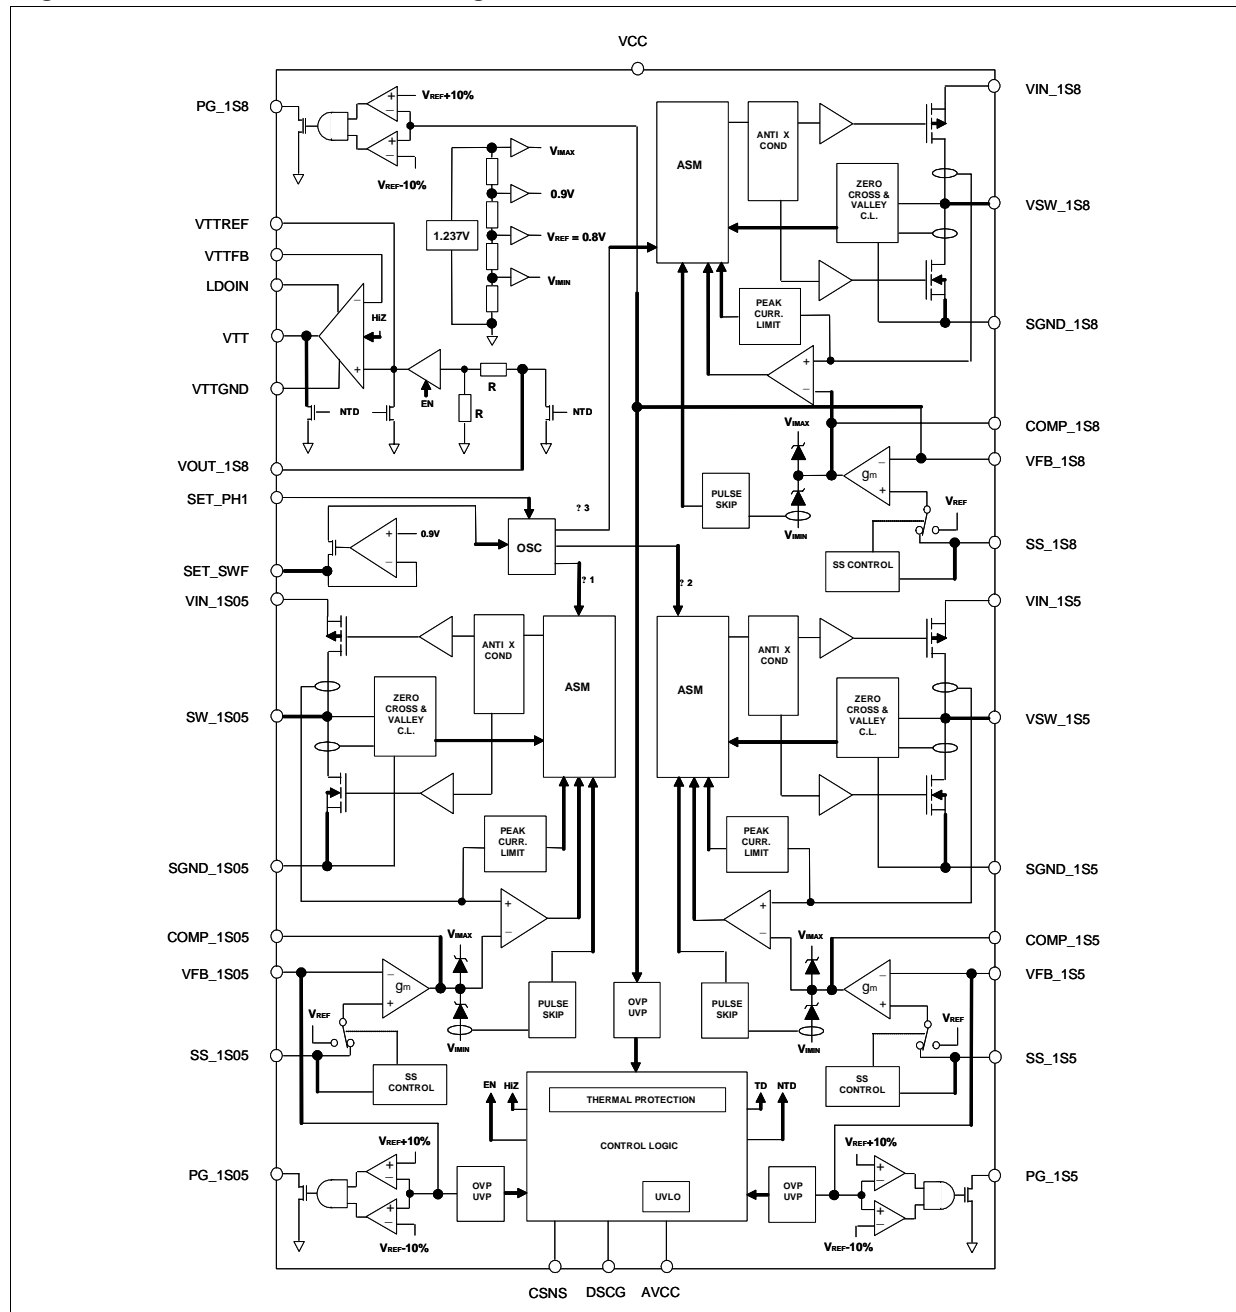 VCC
PG_1S8
VREF+10%
VREF-10%
VIMAX
0.9V
1.237V
VREF = 0.8V
VIMIN
ASM
ANTI X
COND
ZERO
CROSS &
VALLEY
C.L.
PEAK
CURR.
LIMIT
VIN_1S8
VSW_1S8
SGND_1S8
VTTREF
VTTFB
LDOIN
VTT
VTTGND
HiZ
NTD
EN
R
R
NTD
VOUT_1S8
SET_PH1
? 3
OSC
0.9V
SET_SWF
? 1
? 2
COMP_1S8
VFB_1S8
VIMAX
gm
PULSE
SKIP
VIMIN
VREF
SS_1S8
SS CONTROL
VIN_1S05
ANTI X
COND
ASM
ZERO
CROSS &
VALLEY
C.L.
SW_1S05
PEAK
CURR.
LIMIT
SGND_1S05
COMP_1S05
VFB_1S05
gm
VIMAX
VIMIN
PULSE
SKIP
VREF
SS_1S05
SS
CONTROL
VIN_1S5
ASM
ANTI X
COND
ZERO
CROSS &
VALLEY
C.L.
VSW_1S5
PEAK
CURR.
LIMIT
SGND_1S5
COMP_1S5
VFB_1S5
VIMAX
gm
OVP
UVP
PULSE
SKIP
VIMIN
VREF
SS_1S5
SS
CONTROL
EN
HiZ
TD
NTD
THERMAL PROTECTION
CONTROL LOGIC
UVLO
PG_1S05
VREF+10%
VREF-10%
OVP
UVP
OVP
UVP
VREF+10%
VREF-10%
PG_1S5
CSNS
DSCG
AVCC